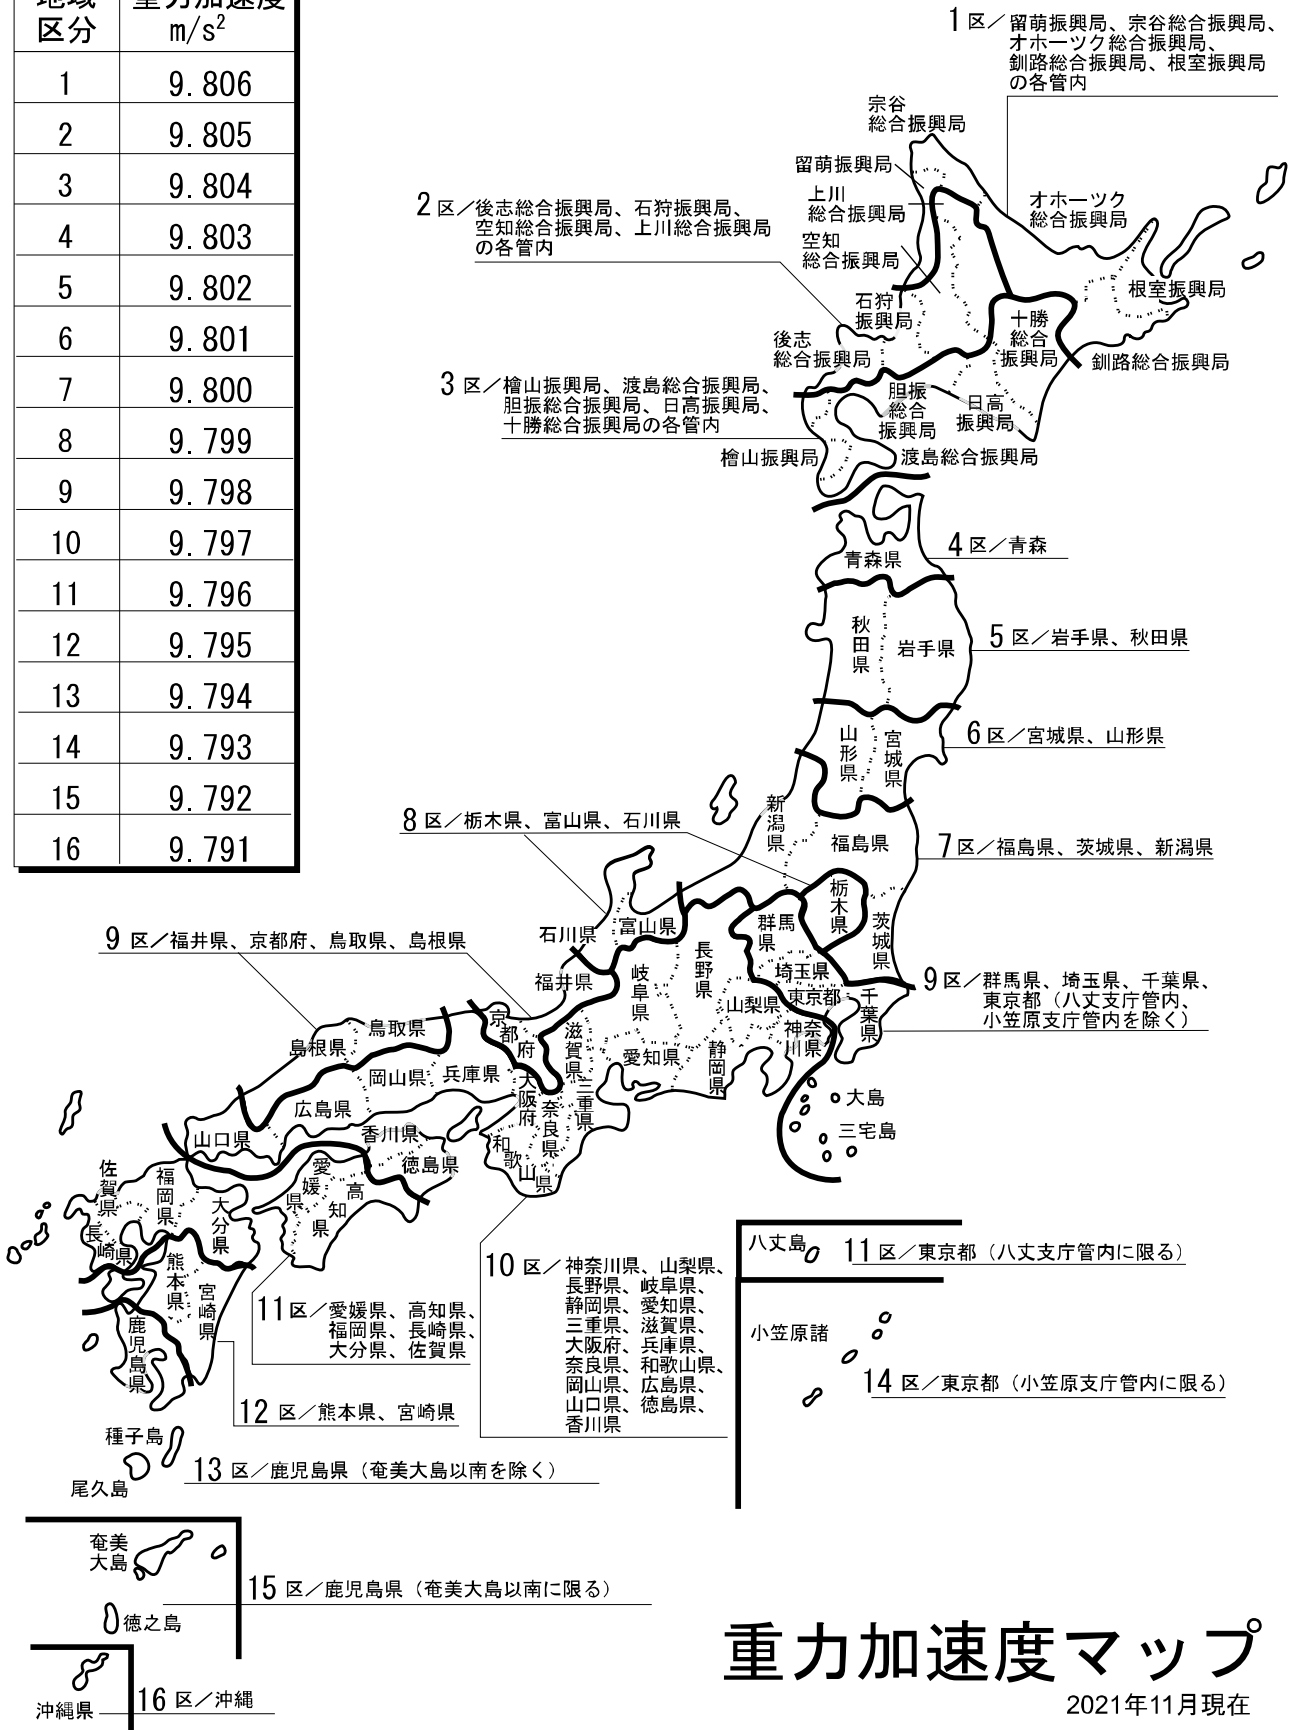 地域 重力加速度
区分 m/s²
1 9.806
2 9.805
3 9.804
4 9.803
5 9.802
6 9.801
7 9.800
8 9.799
9 9.798
10 9.797
11 9.796
12 9.795
13 9.794
14 9.793
15 9.792
16 9.791
1区／留萌振興局、宗谷総合振興局、
オホーツク総合振興局、
釧路総合振興局、根室振興局
の各管内
宗谷
総合振興局
留萌振興局
上川
総合振興局
空知
総合振興局
オホーツク
総合振興局
2区／後志総合振興局、石狩振興局、
空知総合振興局、上川総合振興局
の各管内
石狩
振興局
後志
総合振興局
根室振興局
十勝
総合
振興局
釧路総合振興局
3区／檜山振興局、渡島総合振興局、
胆振総合振興局、日高振興局、
十勝総合振興局の各管内
胆振
総合
振興局
日高
振興局
檜山振興局
渡島総合振興局
青森県
4区／青森
秋田県
岩手県
5区／岩手県、秋田県
山形県
宮城県
6区／宮城県、山形県
新潟県
福島県
7区／福島県、茨城県、新潟県
8区／栃木県、富山県、石川県
栃木県
茨城県
群馬県
富山県
石川県
長野県
埼玉県
9区／福井県、京都府、鳥取県、島根県
福井県
岐阜県
山梨県
東京都
千葉県
神奈川県
9区／群馬県、埼玉県、千葉県、
東京都（八丈支庁管内、
小笠原支庁管内を除く）
京都府
鳥取県
島根県
滋賀県
愛知県
静岡県
岡山県
兵庫県
大阪府
三重県
奈良県
広島県
香川県
山口県
和歌山県
徳島県
大島
三宅島
佐賀県
福岡県
愛媛県
高知県
大分県
長崎県
熊本県
宮崎県
鹿児島県
八丈島
11区／東京都（八丈支庁管内に限る）
10区／神奈川県、山梨県、
長野県、岐阜県、
静岡県、愛知県、
三重県、滋賀県、
大阪府、兵庫県、
奈良県、和歌山県、
岡山県、広島県、
山口県、徳島県、
香川県
11区／愛媛県、高知県、
福岡県、長崎県、
大分県、佐賀県
小笠原諸
14区／東京都（小笠原支庁管内に限る）
12区／熊本県、宮崎県
種子島
尾久島
13区／鹿児島県（奄美大島以南を除く）
奄美
大島
15区／鹿児島県（奄美大島以南に限る）
徳之島
沖縄県
16区／沖縄
重力加速度マップ
2021年11月現在